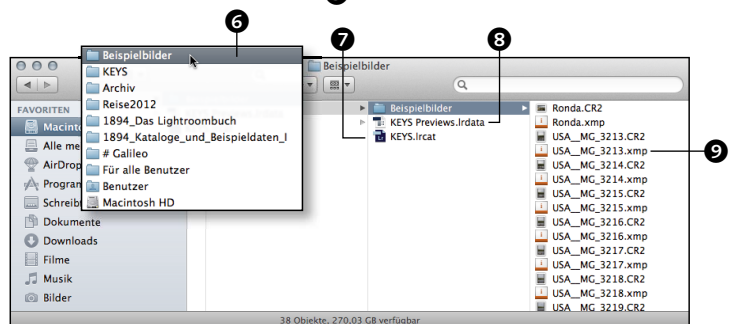 6
7
8
Beispielbilder
Beispielbilder
KEYS
Archiv
Reise2012
1894_Das Lightroombuch
1894_Kataloge_und_Beispieldaten_I
# Galileo
Für alle Benutzer
Benutzer
Macintosh HD
FAVORITEN
Macinto
Alle me
AirDrop
Program
Schreibt
Dokumente
Downloads
Filme
Musik
Bilder
Beispielbilder
KEYS Previews.lrdata
KEYS.lrcat
Ronda.CR2
Ronda.xmp
USA__MG_3213.CR2
USA__MG_3213.xmp
9
USA__MG_3214.CR2
USA__MG_3214.xmp
USA__MG_3215.CR2
USA__MG_3215.xmp
USA__MG_3216.CR2
USA__MG_3216.xmp
USA__MG_3217.CR2
USA__MG_3217.xmp
USA__MG_3218.CR2
USA__MG_3218.xmp
USA__MG_3219.CR2
38 Objekte, 270,03 GB verfügbar